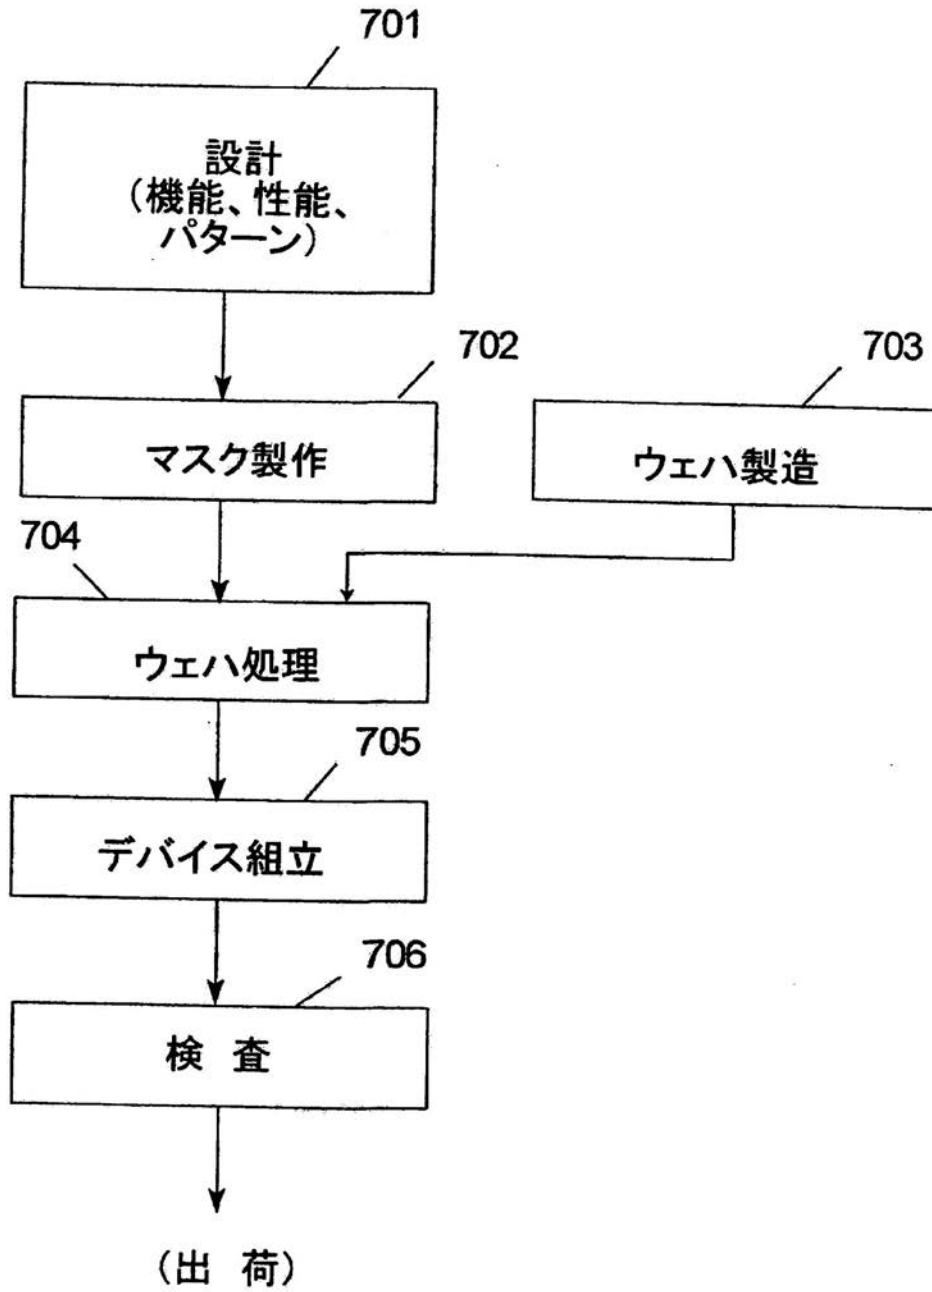 701
設計
(機能、性能、
パターン)
702
マスク製作
703
ウェハ製造
704
ウェハ処理
705
デバイス組立
706
検 査
(出 荷)